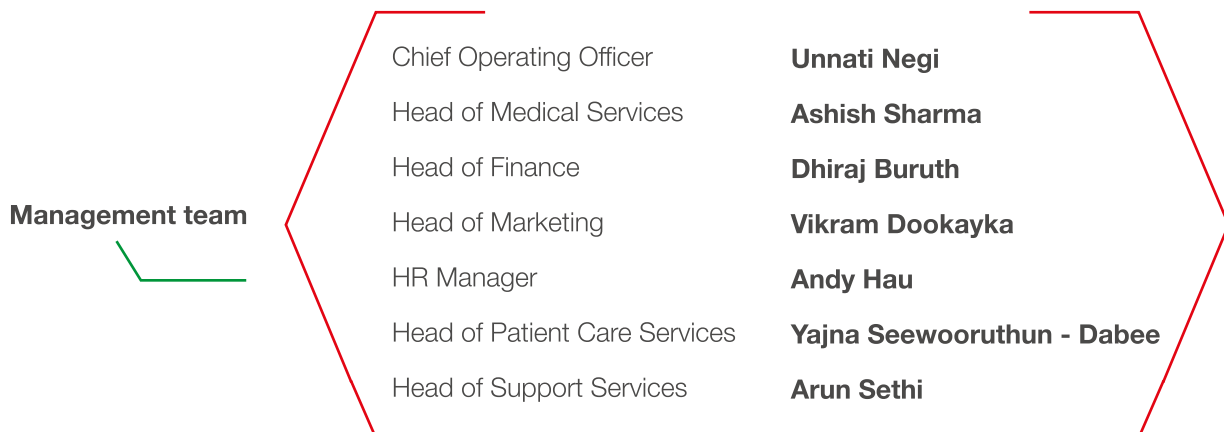 Management team
Chief Operating Officer Unnati Negi
Head of Medical Services Ashish Sharma
Head of Finance Dhiraj Buruth
Head of Marketing Vikram Dookayka
HR Manager Andy Hau
Head of Patient Care Services Yajna Seewooruthun - Dabee
Head of Support Services Arun Sethi